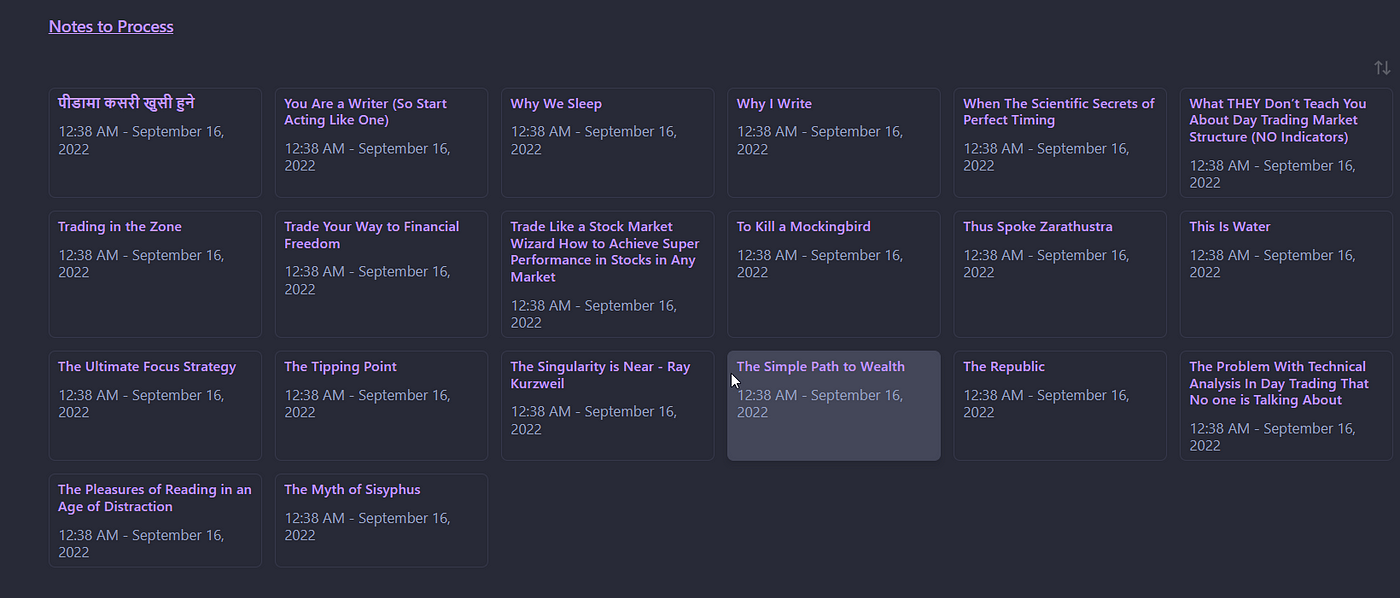 Notes to Process
पीडामा कसरी खुसी हुने
12:38 AM - September 16,
2022
You Are a Writer (So Start
Acting Like One)
12:38 AM - September 16,
2022
Why We Sleep
12:38 AM - September 16,
2022
Why I Write
12:38 AM - September 16,
2022
When The Scientific Secrets of
Perfect Timing
12:38 AM - September 16,
2022
What THEY Don’t Teach You
About Day Trading Market
Structure (NO Indicators)
12:38 AM - September 16,
2022
Trading in the Zone
12:38 AM - September 16,
2022
Trade Your Way to Financial
Freedom
12:38 AM - September 16,
2022
Trade Like a Stock Market
Wizard How to Achieve Super
Performance in Stocks in Any
Market
12:38 AM - September 16,
2022
To Kill a Mockingbird
12:38 AM - September 16,
2022
Thus Spoke Zarathustra
12:38 AM - September 16,
2022
This Is Water
12:38 AM - September 16,
2022
The Ultimate Focus Strategy
12:38 AM - September 16,
2022
The Tipping Point
12:38 AM - September 16,
2022
The Singularity is Near - Ray
Kurzweil
12:38 AM - September 16,
2022
The Simple Path to Wealth
12:38 AM - September 16,
2022
The Republic
12:38 AM - September 16,
2022
The Problem With Technical
Analysis In Day Trading That
No one is Talking About
12:38 AM - September 16,
2022
The Pleasures of Reading in an
Age of Distraction
12:38 AM - September 16,
2022
The Myth of Sisyphus
12:38 AM - September 16,
2022